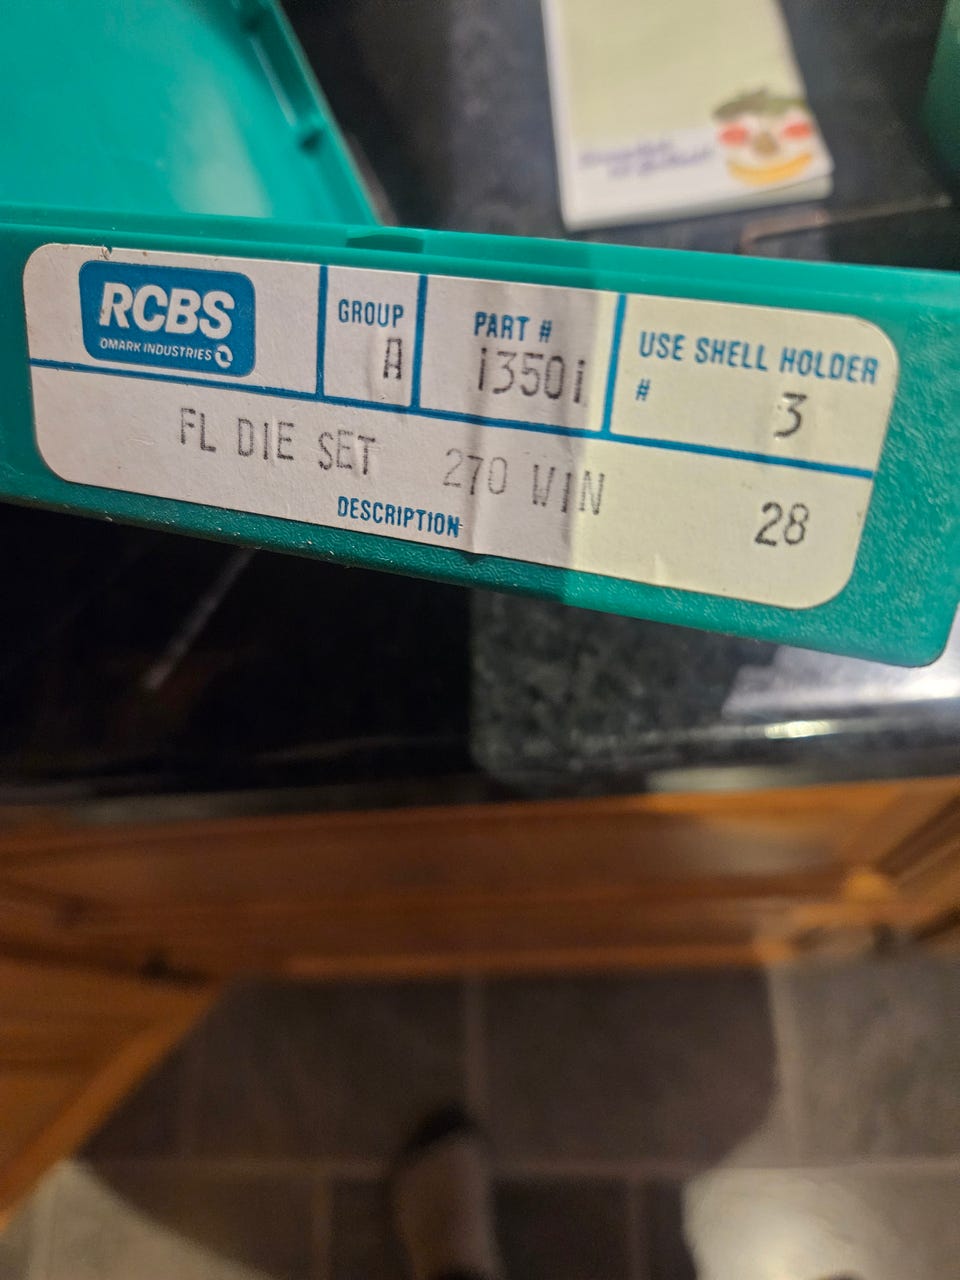 RCBS
OMARK INDUSTRIES
GROUP
A
PART #
13501
USE SHELL HOLDER
# 3
FL DIE SET 270 WIN
DESCRIPTION
28